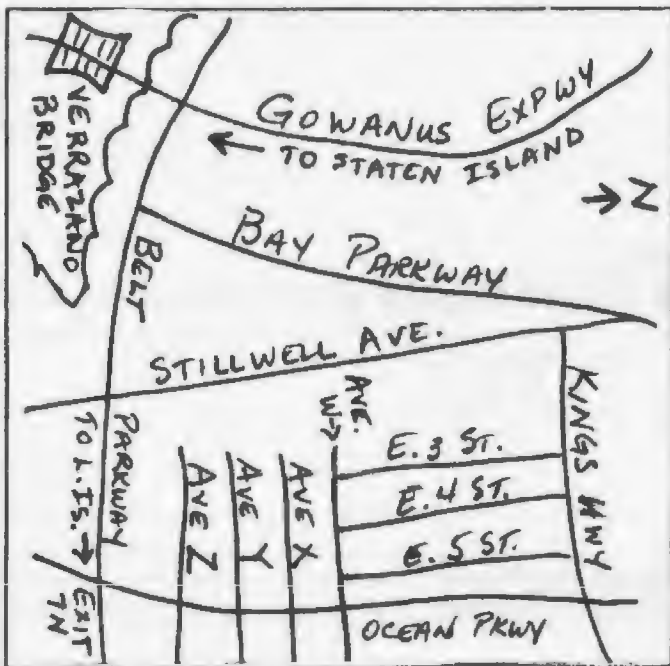 VERRAZANO
BRIDGE
GOWANUS EXPWY
← TO STATEN ISLAND
→ N
BAY PARKWAY
BELT
PARKWAY
STILLWELL AVE.
AVE.
W→
KINGS HWY
TO L. IS. →
AVE Z
AVE Y
AVE X
E. 3 ST.
E. 4 ST.
E. 5 ST.
EXIT
7N
OCEAN PKWY